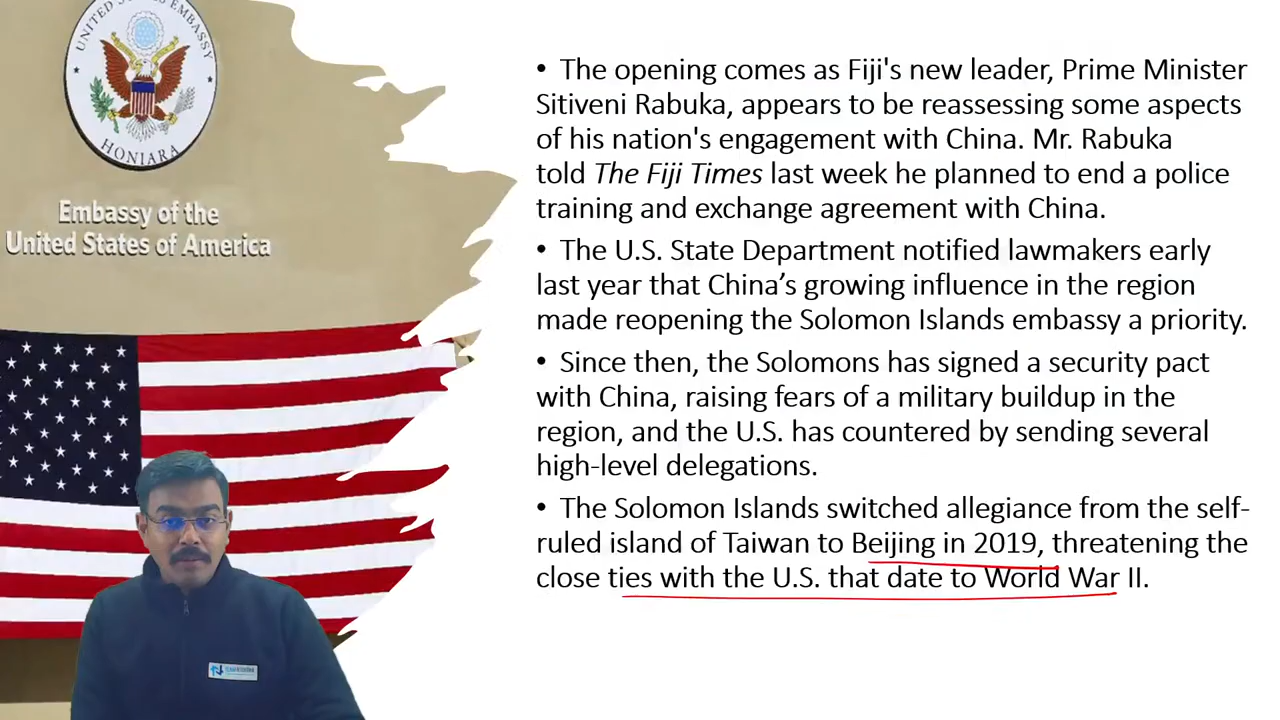 UNITED STATES EMBASSY
HONIARA
Embassy of the
United States of America
• The opening comes as Fiji's new leader, Prime Minister
Sitiveni Rabuka, appears to be reassessing some aspects
of his nation's engagement with China. Mr. Rabuka
told The Fiji Times last week he planned to end a police
training and exchange agreement with China.
• The U.S. State Department notified lawmakers early
last year that China’s growing influence in the region
made reopening the Solomon Islands embassy a priority.
• Since then, the Solomons has signed a security pact
with China, raising fears of a military buildup in the
region, and the U.S. has countered by sending several
high-level delegations.
• The Solomon Islands switched allegiance from the self-
ruled island of Taiwan to Beijing in 2019, threatening the
close ties with the U.S. that date to World War II.